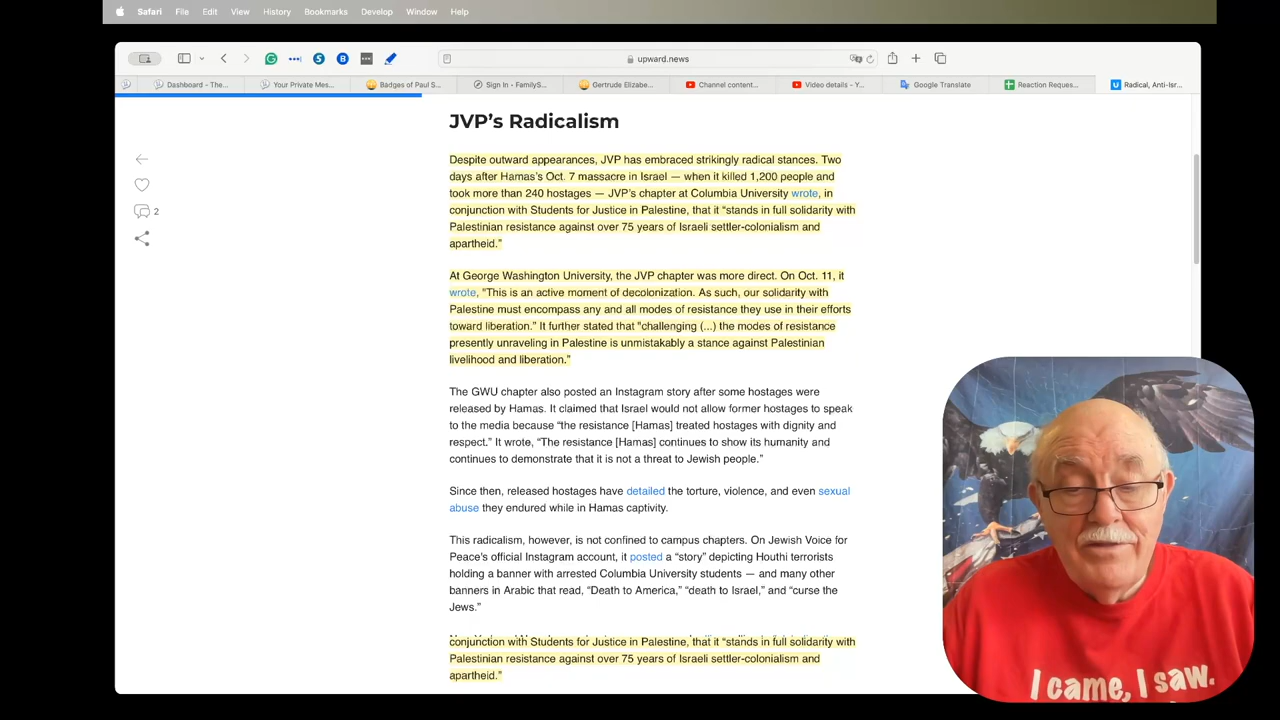 Safari File Edit View History Bookmarks Develop Window Help
upward.news
Dashboard - The...
Your Private Mes...
Badges of Paul S...
Sign In - FamilyS...
Gertrude Elizabe...
Channel content...
Video details - Y...
Google Translate
Reaction Reques...
Radical, Anti-Isr...
JVP’s Radicalism
Despite outward appearances, JVP has embraced strikingly radical stances. Two
days after Hamas’s Oct. 7 massacre in Israel — when it killed 1,200 people and
took more than 240 hostages — JVP’s chapter at Columbia University wrote, in
conjunction with Students for Justice in Palestine, that it “stands in full solidarity with
Palestinian resistance against over 75 years of Israeli settler-colonialism and
apartheid.”
2
At George Washington University, the JVP chapter was more direct. On Oct. 11, it
wrote, “This is an active moment of decolonization. As such, our solidarity with
Palestine must encompass any and all modes of resistance they use in their efforts
toward liberation.” It further stated that “challenging (...) the modes of resistance
presently unraveling in Palestine is unmistakably a stance against Palestinian
livelihood and liberation.”
The GWU chapter also posted an Instagram story after some hostages were
released by Hamas. It claimed that Israel would not allow former hostages to speak
to the media because “the resistance [Hamas] treated hostages with dignity and
respect.” It wrote, “The resistance [Hamas] continues to show its humanity and
continues to demonstrate that it is not a threat to Jewish people.”
Since then, released hostages have detailed the torture, violence, and even sexual
abuse they endured while in Hamas captivity.
This radicalism, however, is not confined to campus chapters. On Jewish Voice for
Peace’s official Instagram account, it posted a “story” depicting Houthi terrorists
holding a banner with arrested Columbia University students — and many other
banners in Arabic that read, “Death to America,” “death to Israel,” and “curse the
Jews.”
conjunction with Students for Justice in Palestine, that it “stands in full solidarity with
Palestinian resistance against over 75 years of Israeli settler-colonialism and
apartheid.”
I came, I saw.